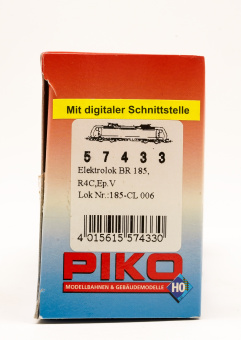 Mit digitaler Schnittstelle
5 7 4 3 3
Elektrolok BR 185,
R4C,Ep.V
Lok Nr.:185-CL 006
4 015615 574330
PIKO
MODELLBAHNEN & GEBÄUDEMODELLE
H0